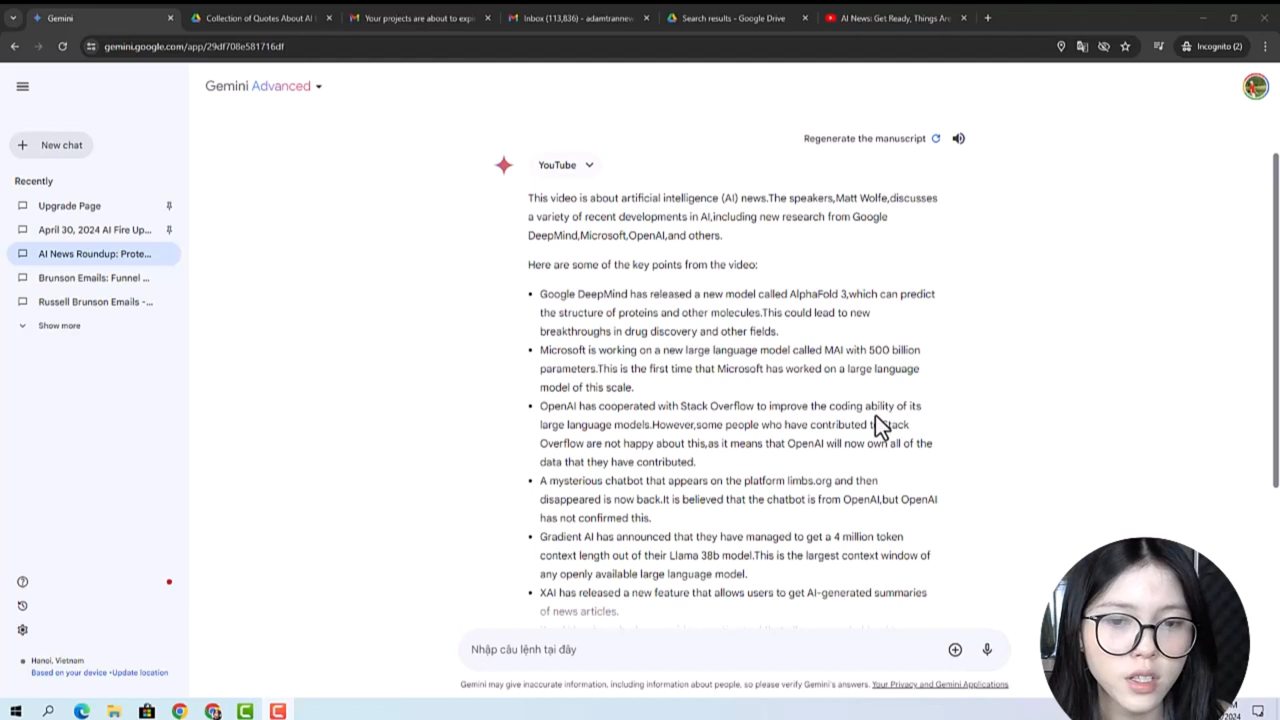 Gemini
Collection of Quotes About AI
Your projects are about to expi
Inbox (113,836) - adamtrannew
Search results - Google Drive
AI News: Get Ready, Things Are
gemini.google.com/app/29df708e581716df
Incognito (2)
Gemini Advanced
New chat
Recently
Upgrade Page
April 30, 2024 AI Fire Up...
AI News Roundup: Prote...
Brunson Emails: Funnel ...
Russell Brunson Emails -...
Show more
Hanoi, Vietnam
Based on your device •Update location
Regenerate the manuscript
YouTube
This video is about artificial intelligence (AI) news.The speakers,Matt Wolfe,discusses
a variety of recent developments in AI,including new research from Google
DeepMind,Microsoft,OpenAI,and others.
Here are some of the key points from the video:
• Google DeepMind has released a new model called AlphaFold 3,which can predict
the structure of proteins and other molecules.This could lead to new
breakthroughs in drug discovery and other fields.
• Microsoft is working on a new large language model called MAI with 500 billion
parameters.This is the first time that Microsoft has worked on a large language
model of this scale.
• OpenAI has cooperated with Stack Overflow to improve the coding ability of its
large language models.However,some people who have contributed
Overflow are not happy about this,as it means that OpenAI will now own all of the
data that they have contributed.
• A mysterious chatbot that appears on the platform limbs.org and then
disappeared is now back.It is believed that the chatbot is from OpenAI,but OpenAI
has not confirmed this.
• Gradient AI has announced that they have managed to get a 4 million token
context length out of their Llama 38b model.This is the largest context window of
any openly available large language model.
• XAI has released a new feature that allows users to get AI-generated summaries
of news articles.
Nhập câu lệnh tại đây
Gemini may give inaccurate information, including information about people, so please verify Gemini's answers. Your Privacy and Gemini Applications